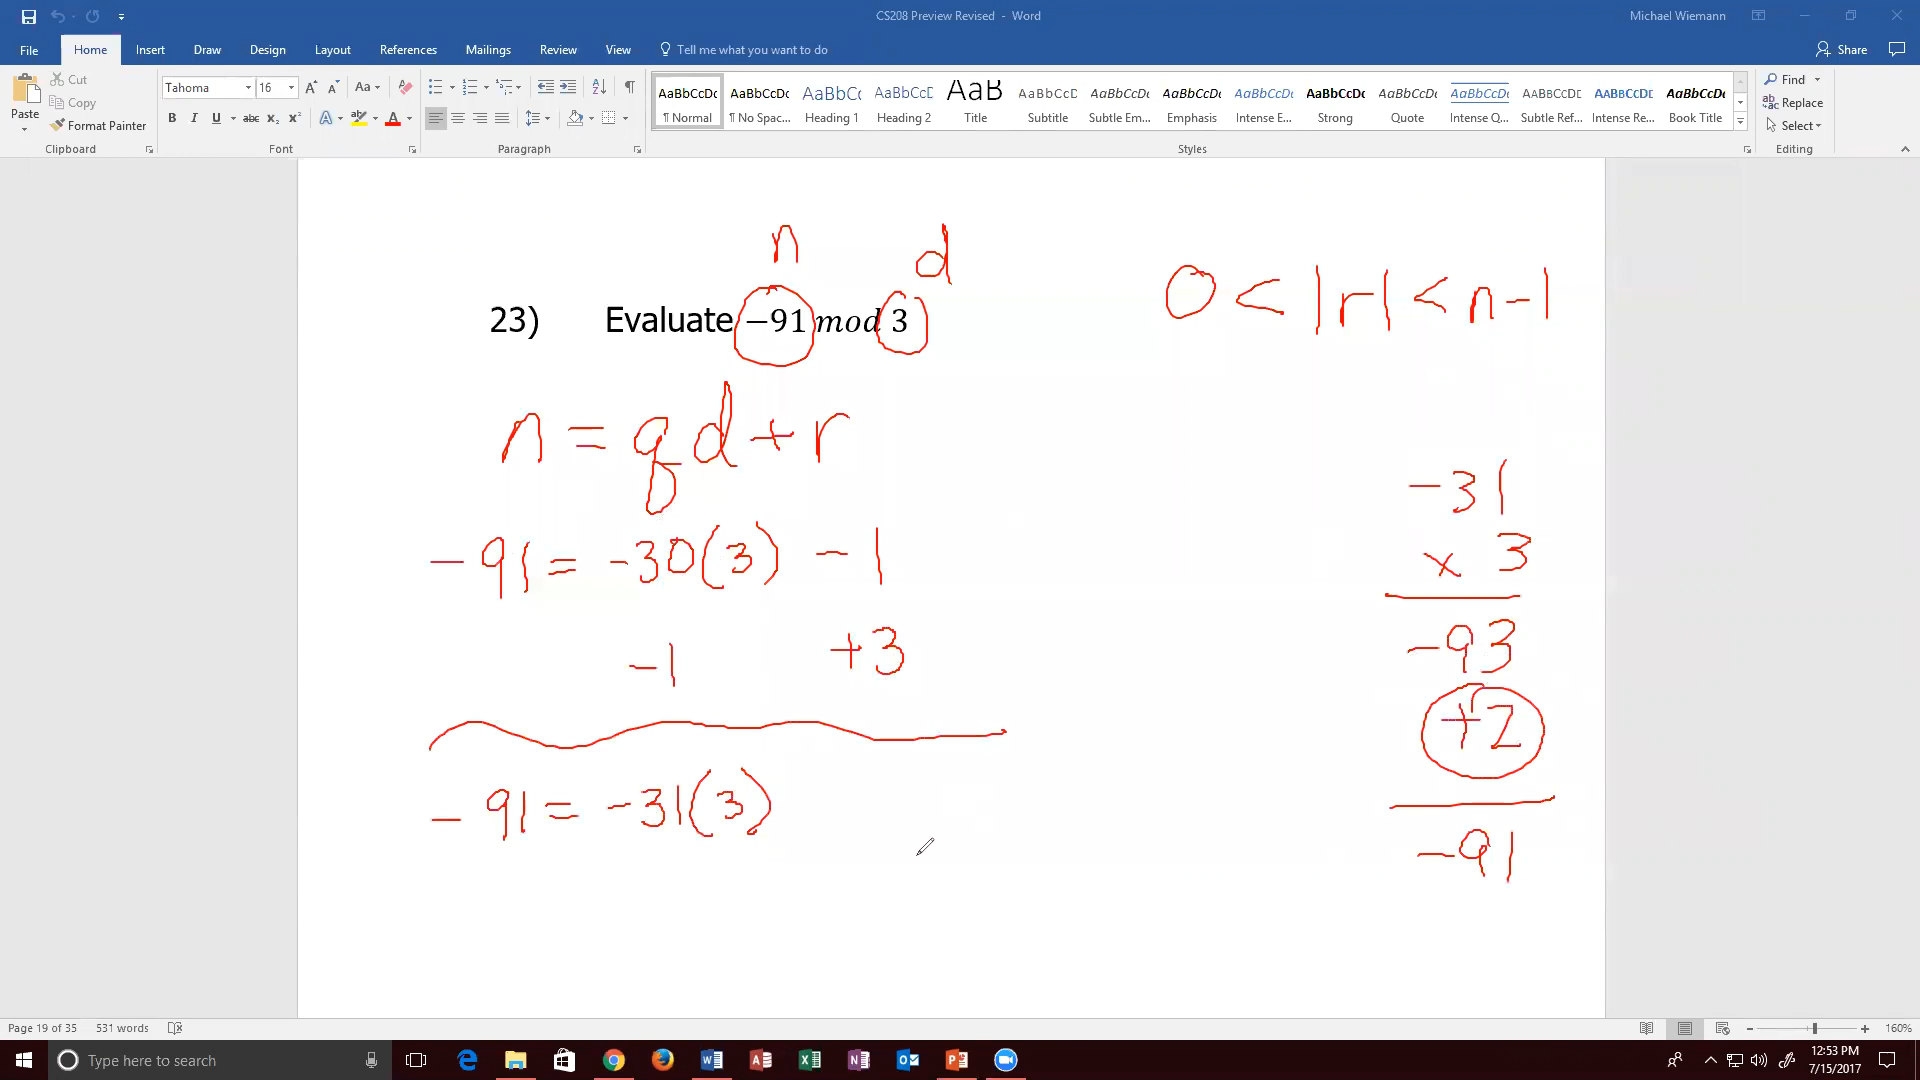 CS208 Preview Revised - Word
Michael Wiemann
File Home Insert Draw Design Layout References Mailings Review View Tell me what you want to do
Share
Paste
Cut
Copy
Format Painter
Clipboard
Tahoma 16
Aa
B I U abc x₂ x²
Font
Paragraph
AaBbCcDc AaBbCcDc AaBbCc AaBbCcD AaB AaBbCcD AaBbCcDc AaBbCcDc AaBbCcDc AaBbCcDc AaBbCcDc AaBbCcDc AABBCCDC AABBCCDC AaBbCcDc
¶ Normal ¶ No Spac... Heading 1 Heading 2 Title Subtitle Subtle Em... Emphasis Intense E... Strong Quote Intense Q... Subtle Ref... Intense Re... Book Title
Styles
Find
Replace
Select
Editing
n d
23) Evaluate −91 mod 3
0 < |r| < n-1
n = qd + r
-91 = -30(3) - 1
-1 +3
-91 = -31(3)
-31
x 3
-93
+2
-91
Page 19 of 35 531 words
160%
Type here to search
12:53 PM
7/15/2017